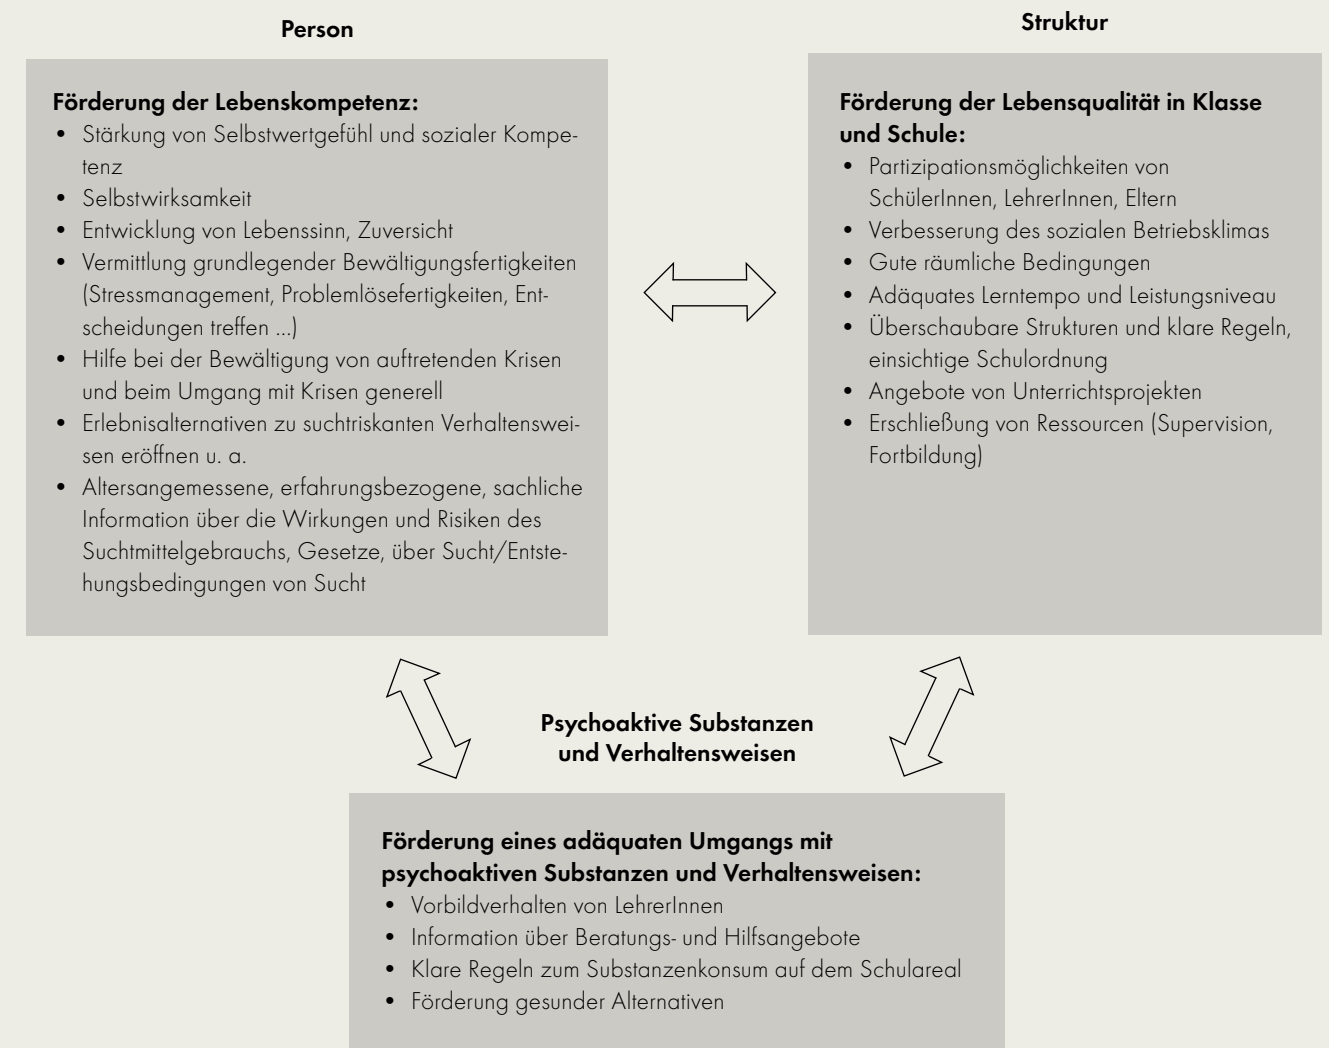 Person
Förderung der Lebenskompetenz:
• Stärkung von Selbstwertgefühl und sozialer Kompe-
tenz
• Selbstwirksamkeit
• Entwicklung von Lebenssinn, Zuversicht
• Vermittlung grundlegender Bewältigungsfertigkeiten
(Stressmanagement, Problemlösefertigkeiten, Ent-
scheidungen treffen ...)
• Hilfe bei der Bewältigung von auftretenden Krisen
und beim Umgang mit Krisen generell
• Erlebnisalternativen zu suchtriskanten Verhaltenswei-
sen eröffnen u. a.
• Altersangemessene, erfahrungsbezogene, sachliche
Information über die Wirkungen und Risiken des
Suchtmittelgebrauchs, Gesetze, über Sucht/Entste-
hungsbedingungen von Sucht
Struktur
Förderung der Lebensqualität in Klasse
und Schule:
• Partizipationsmöglichkeiten von
SchülerInnen, LehrerInnen, Eltern
• Verbesserung des sozialen Betriebsklimas
• Gute räumliche Bedingungen
• Adäquates Lerntempo und Leistungsniveau
• Überschaubare Strukturen und klare Regeln,
einsichtige Schulordnung
• Angebote von Unterrichtsprojekten
• Erschließung von Ressourcen (Supervision,
Fortbildung)
Psychoaktive Substanzen
und Verhaltensweisen
Förderung eines adäquaten Umgangs mit
psychoaktiven Substanzen und Verhaltensweisen:
• Vorbildverhalten von LehrerInnen
• Information über Beratungs- und Hilfsangebote
• Klare Regeln zum Substanzenkonsum auf dem Schulareal
• Förderung gesunder Alternativen